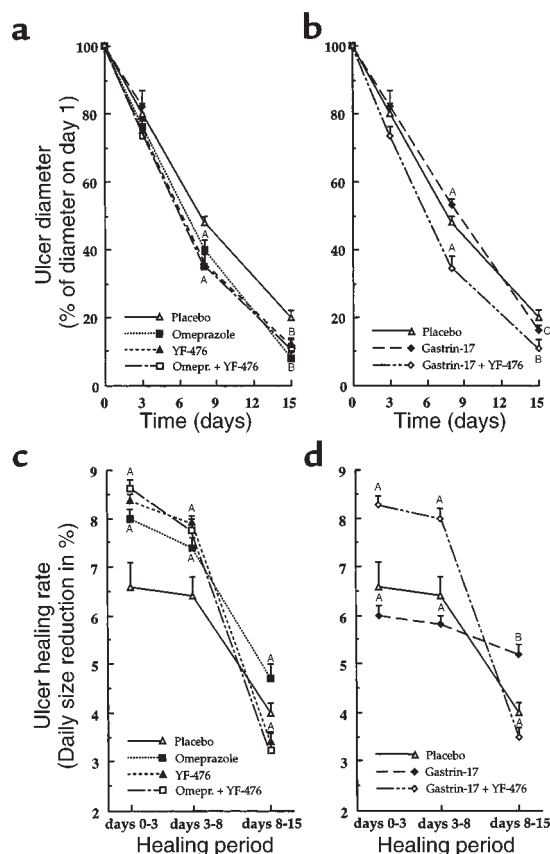 a
Ulcer diameter
(% of diameter on day 1)
100
80
60
40
20
0
A
A
B
B
Placebo
Omeprazole
YF-476
Omepr. + YF-476
0 3 6 9 12 15
Time (days)
b
100
80
60
40
20
0
A
A
C
B
Placebo
Gastrin-17
Gastrin-17 + YF-476
0 3 6 9 12 15
Time (days)
c
Ulcer healing rate
(Daily size reduction in %)
9
8
7
6
5
4
3
2
A
A
A
A
A
A
Placebo
Omeprazole
YF-476
Omepr. + YF-476
days 0-3 days 3-8 days 8-15
Healing period
d
9
8
7
6
5
4
3
2
A
A
A
A
B
A
Placebo
Gastrin-17
Gastrin-17 + YF-476
days 0-3 days 3-8 days 8-15
Healing period